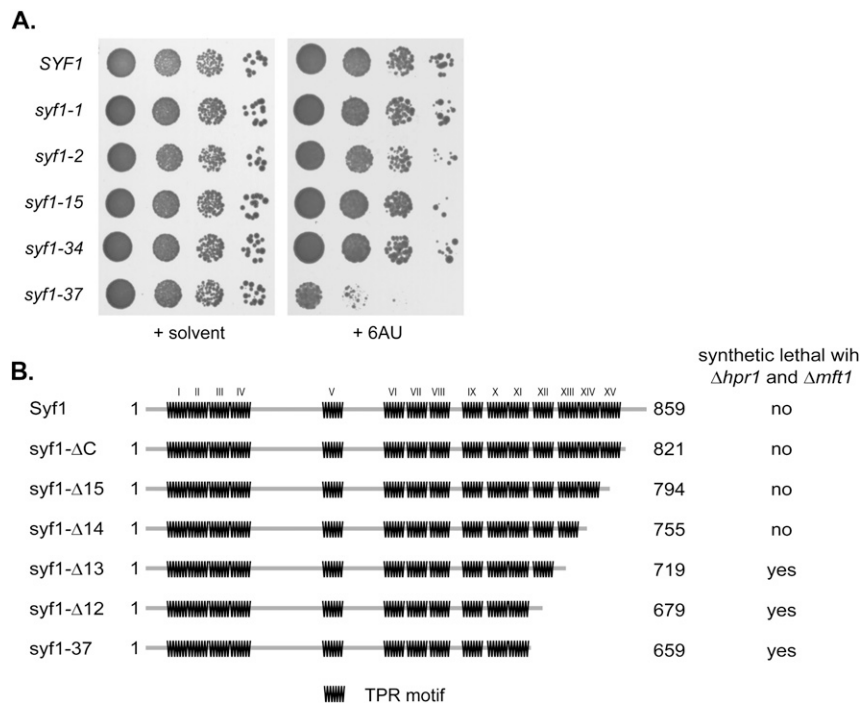 A.
SYF1
syf1-1
syf1-2
syf1-15
syf1-34
syf1-37
+ solvent + 6AU
synthetic lethal wih
Δhpr1 and Δmft1
B.
I II III IV V VI VII VIII IX X XI XII XIII XIV XV
Syf1 1 859 no
syf1-ΔC 1 821 no
syf1-Δ15 1 794 no
syf1-Δ14 1 755 no
syf1-Δ13 1 719 yes
syf1-Δ12 1 679 yes
syf1-37 1 659 yes
TPR motif